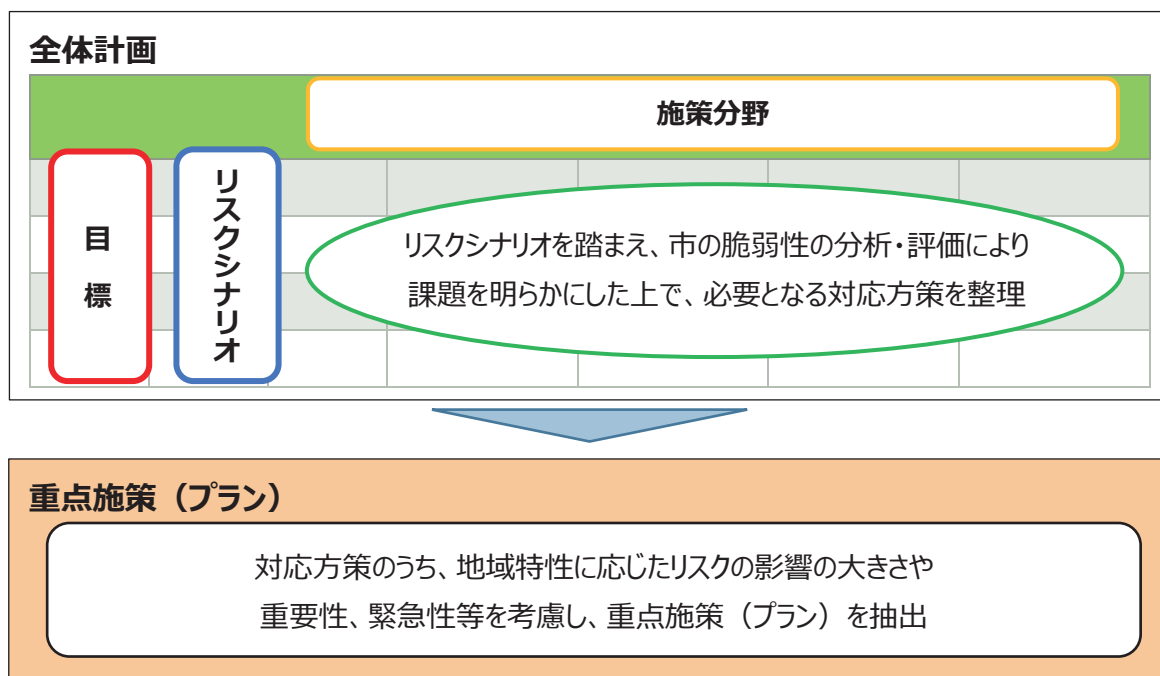 全体計画
施策分野
目標
リスクシナリオ
リスクシナリオを踏まえ、市の脆弱性の分析・評価により
課題を明らかにした上で、必要となる対応方策を整理
重点施策（プラン）
対応方策のうち、地域特性に応じたリスクの影響の大きさや
重要性、緊急性等を考慮し、重点施策（プラン）を抽出